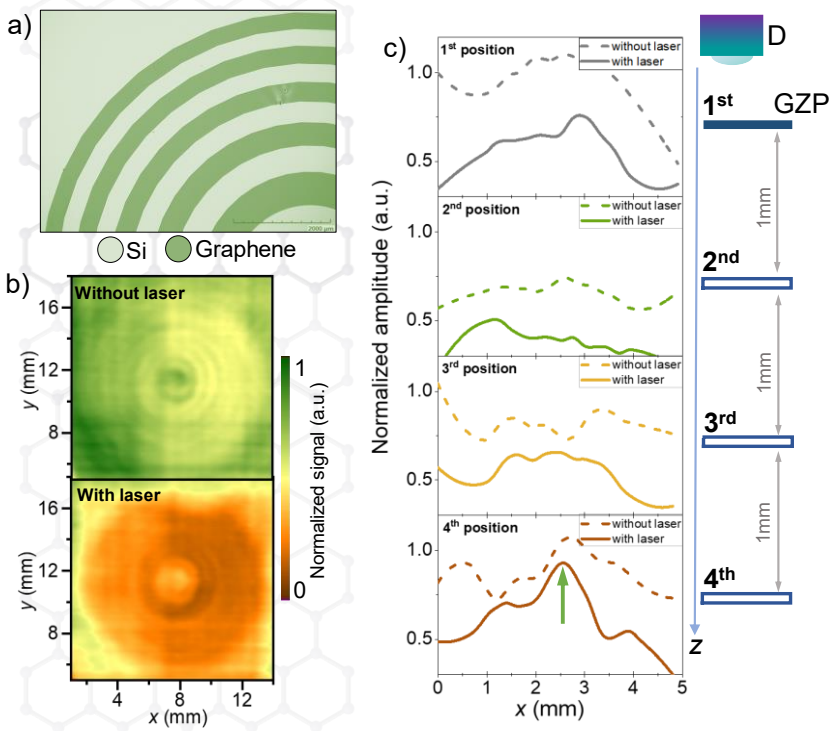 a)
2000 µm
Si
Graphene
b)
Without laser
16
12
8
y (mm)
With laser
16
12
8
y (mm)
4
8
12
x (mm)
1
0
Normalized signal (a.u.)
c)
Normalized amplitude (a.u.)
1st position
without laser
with laser
1.0
0.5
2nd position
without laser
with laser
0.5
3rd position
without laser
with laser
1.0
0.5
4th position
without laser
with laser
1.0
0.5
0
1
2
3
4
5
x (mm)
D
1st
GZP
1mm
2nd
1mm
3rd
1mm
4th
z